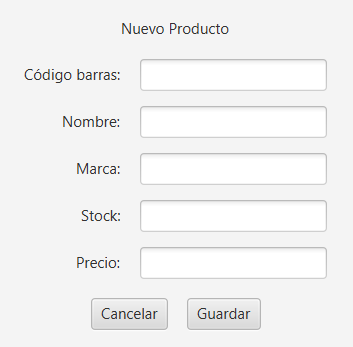 Nuevo Producto
Código barras:
Nombre:
Marca:
Stock:
Precio:
Cancelar Guardar